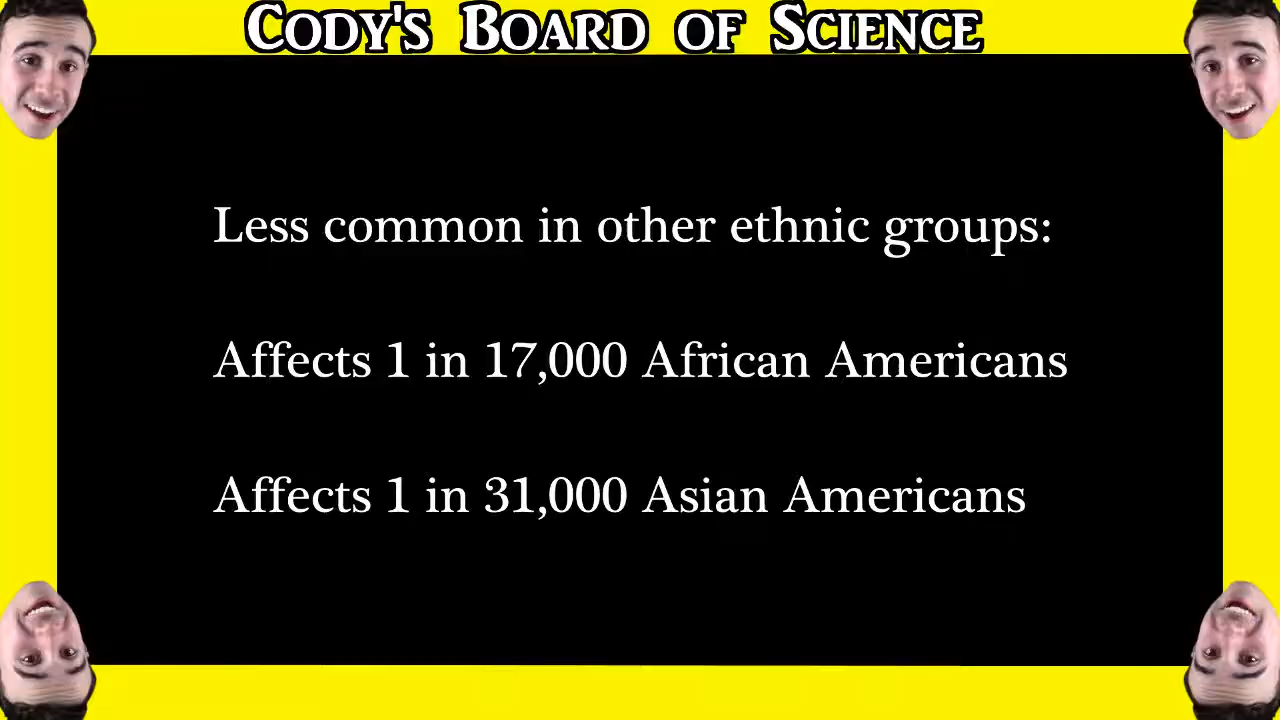 Cody's Board of Science
Less common in other ethnic groups:
Affects 1 in 17,000 African Americans
Affects 1 in 31,000 Asian Americans